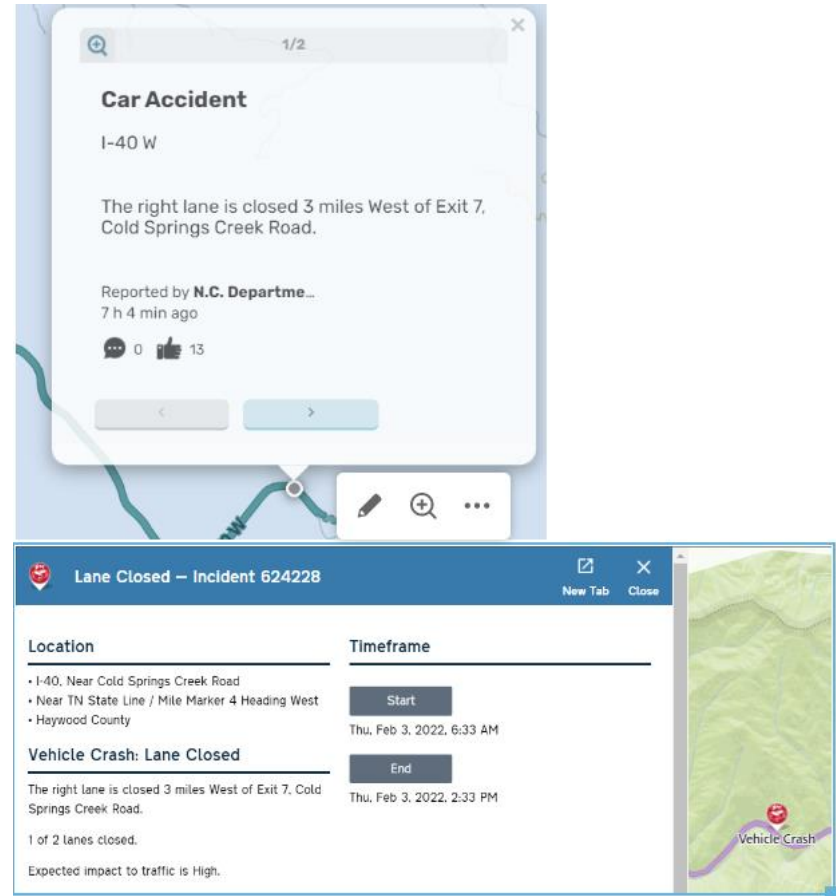 1/2
Car Accident
I-40 W
The right lane is closed 3 miles West of Exit 7,
Cold Springs Creek Road.
Reported by N.C. Departme...
7 h 4 min ago
0 13
W
Lane Closed – Incident 624228
New Tab Close
Location
• I-40, Near Cold Springs Creek Road
• Near TN State Line / Mile Marker 4 Heading West
• Haywood County
Vehicle Crash: Lane Closed
The right lane is closed 3 miles West of Exit 7, Cold
Springs Creek Road.
1 of 2 lanes closed.
Expected impact to traffic is High.
Timeframe
Start
Thu, Feb 3, 2022, 6:33 AM
End
Thu, Feb 3, 2022, 2:33 PM
Vehicle Crash